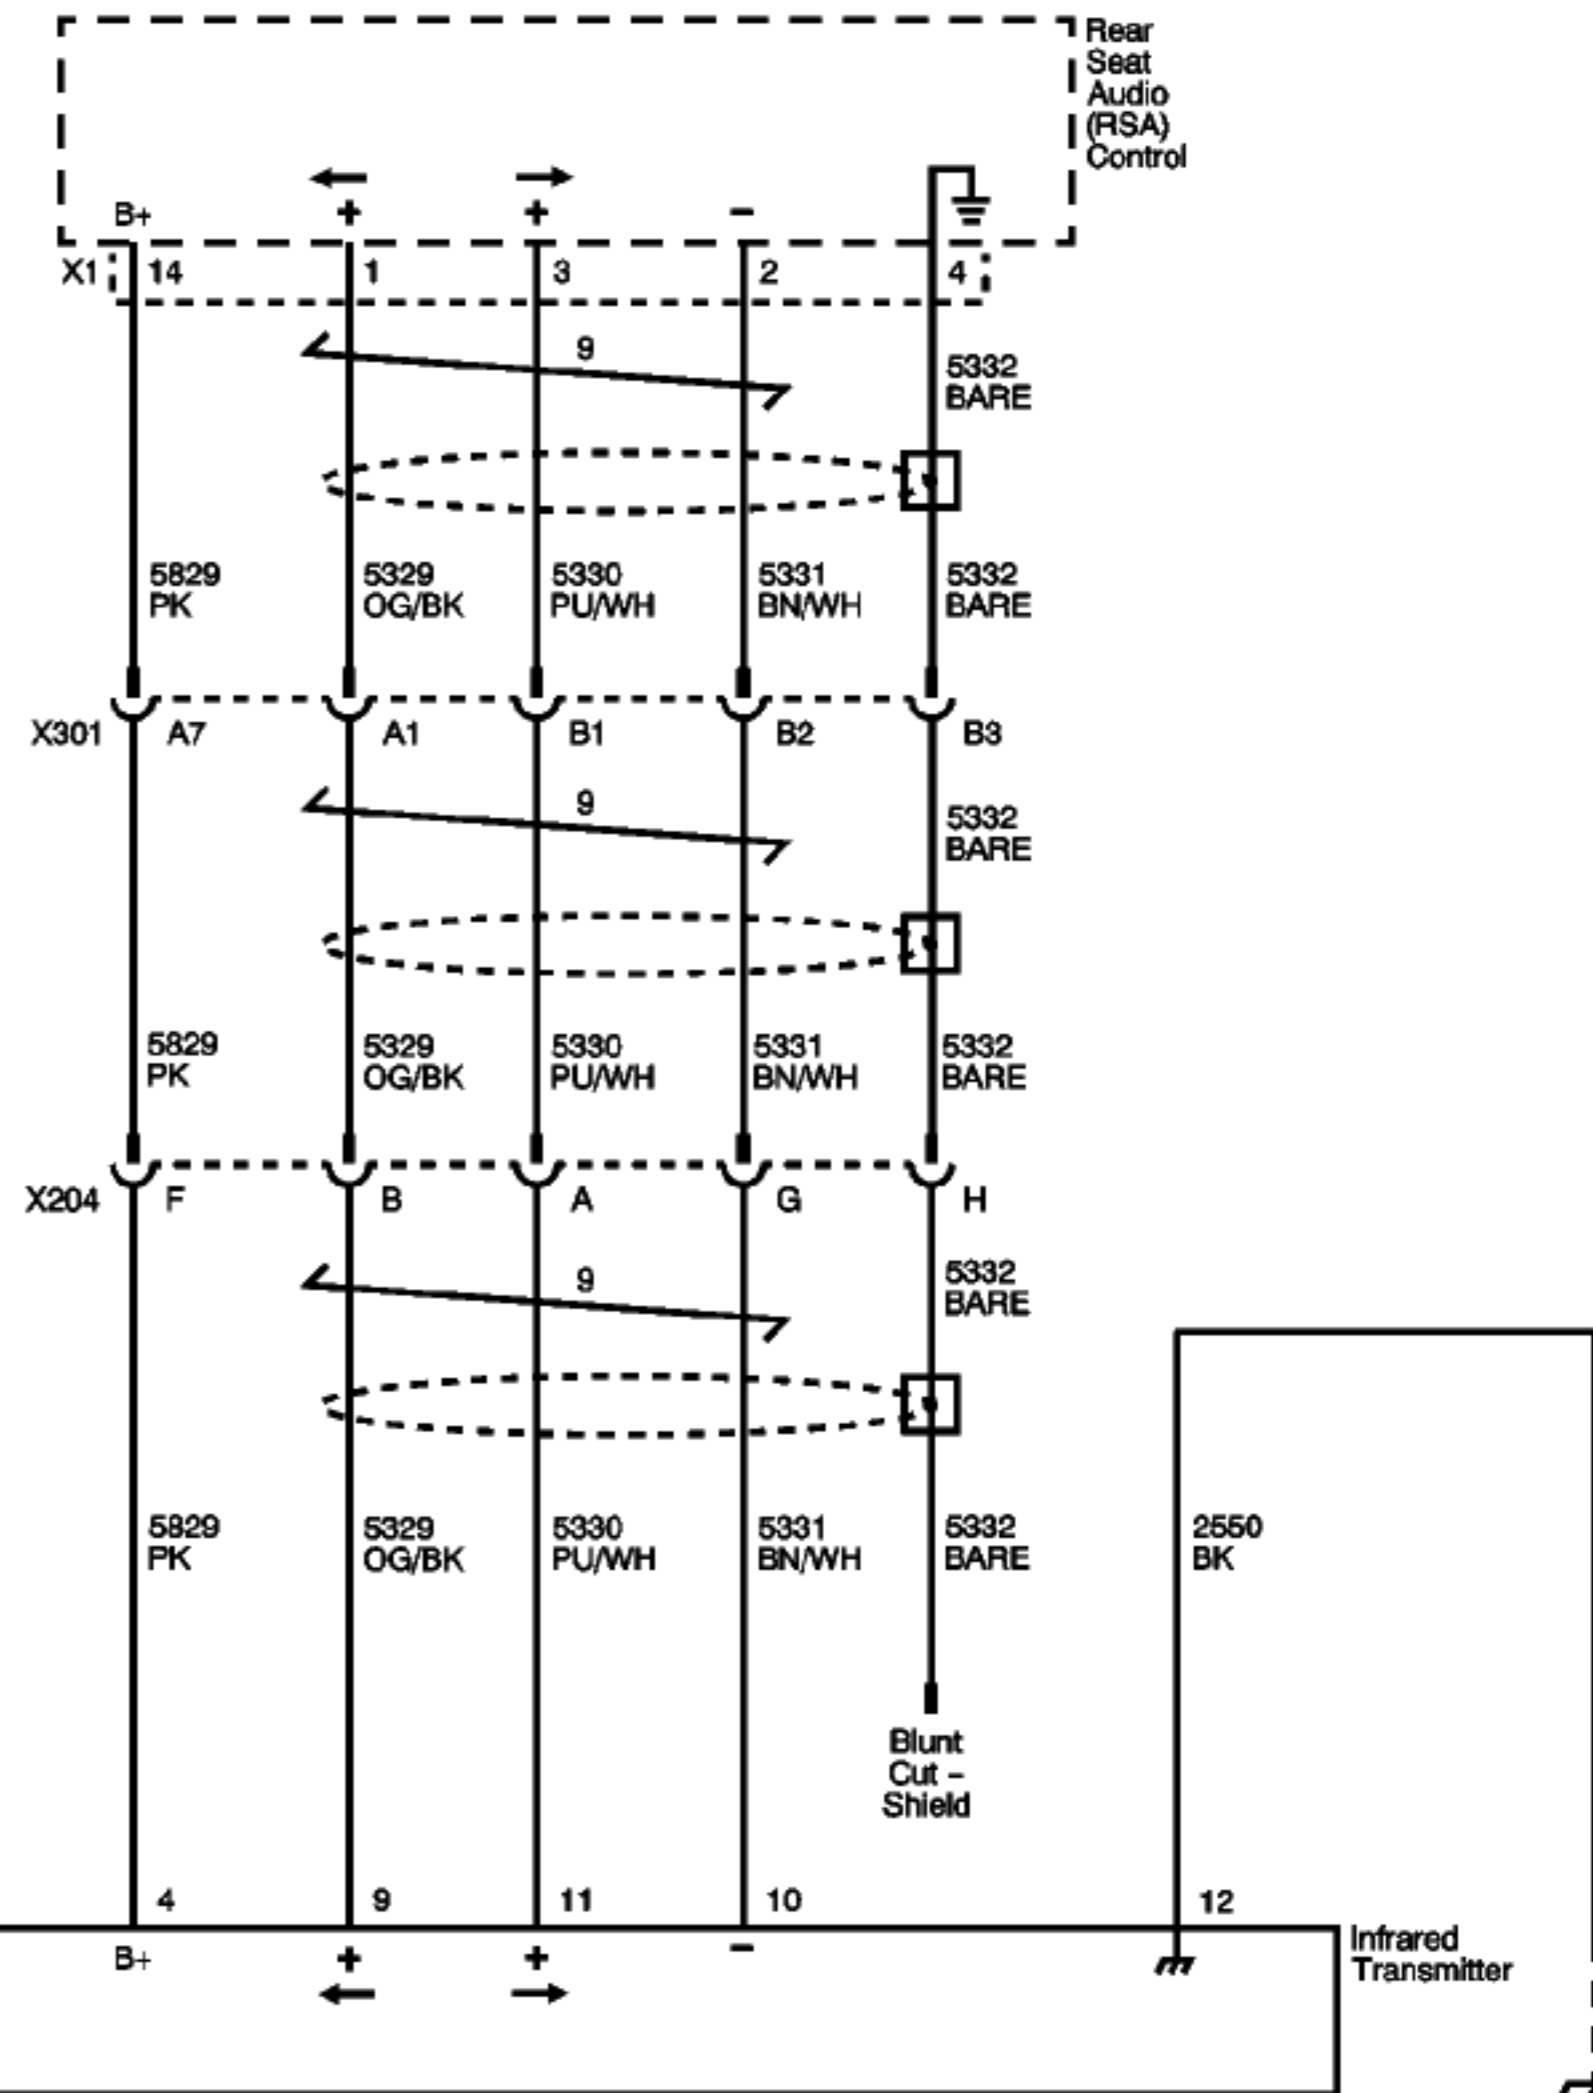 Rear
Seat
Audio
(RSA)
Control
B+ + + −
X1 14 1 3 2 4
9
5332
BARE
5829 5329 5330 5331 5332
PK OG/BK PU/WH BN/WH BARE
X301 A7 A1 B1 B2 B3
9
5332
BARE
5829 5329 5330 5331 5332
PK OG/BK PU/WH BN/WH BARE
X204 F B A G H
9
5332
BARE
5829 5329 5330 5331 5332 2550
PK OG/BK PU/WH BN/WH BARE BK
Blunt
Cut –
Shield
4 9 11 10 12
B+ + + −
Infrared
Transmitter